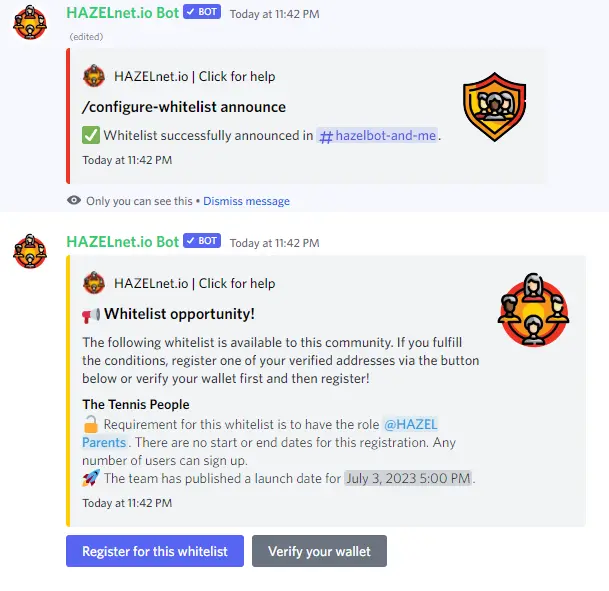 HAZELnet.io Bot ✓ BOT Today at 11:42 PM
(edited)
HAZELnet.io | Click for help
/configure-whitelist announce
✅ Whitelist successfully announced in #hazelbot-and-me.
Today at 11:42 PM
Only you can see this • Dismiss message
HAZELnet.io Bot ✓ BOT Today at 11:42 PM
HAZELnet.io | Click for help
📢 Whitelist opportunity!
The following whitelist is available to this community. If you fulfill
the conditions, register one of your verified addresses via the button
below or verify your wallet first and then register!
The Tennis People
🔓 Requirement for this whitelist is to have the role @HAZEL
Parents. There are no start or end dates for this registration. Any
number of users can sign up.
🚀 The team has published a launch date for July 3, 2023 5:00 PM.
Today at 11:42 PM
Register for this whitelist Verify your wallet